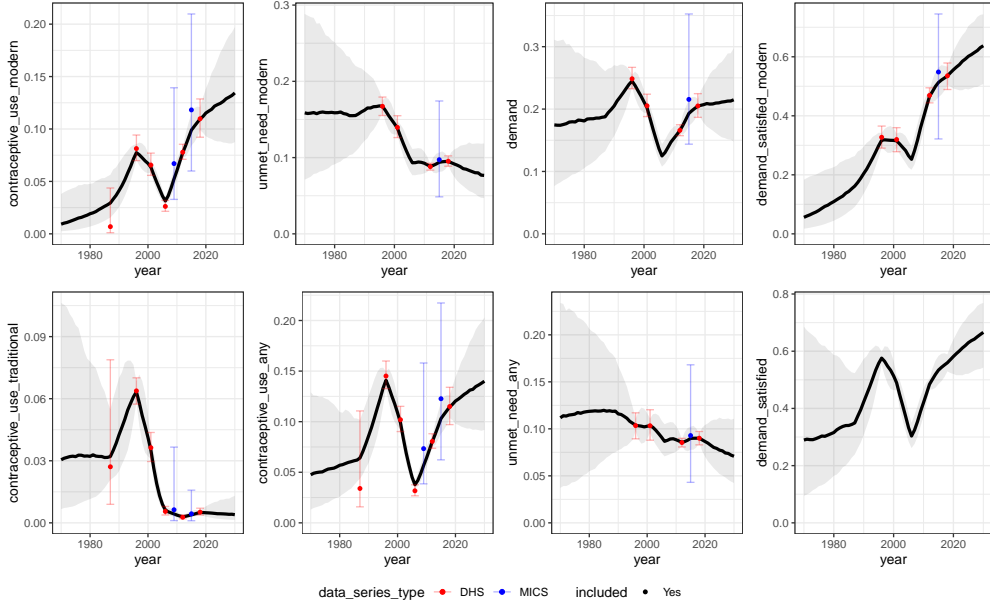 contraceptive_use_modern
0.20
0.15
0.10
0.05
0.00
1980 2000 2020
year
unmet_need_modern
0.3
0.2
0.1
0.0
1980 2000 2020
year
demand
0.3
0.2
0.1
0.0
1980 2000 2020
year
demand_satisfied_modern
0.6
0.4
0.2
0.0
1980 2000 2020
year
contraceptive_use_traditional
0.09
0.06
0.03
0.00
1980 2000 2020
year
contraceptive_use_any
0.20
0.15
0.10
0.05
0.00
1980 2000 2020
year
unmet_need_any
0.20
0.15
0.10
0.05
0.00
1980 2000 2020
year
demand_satisfied
0.8
0.6
0.4
0.2
0.0
1980 2000 2020
year
data_series_type DHS MICS included Yes